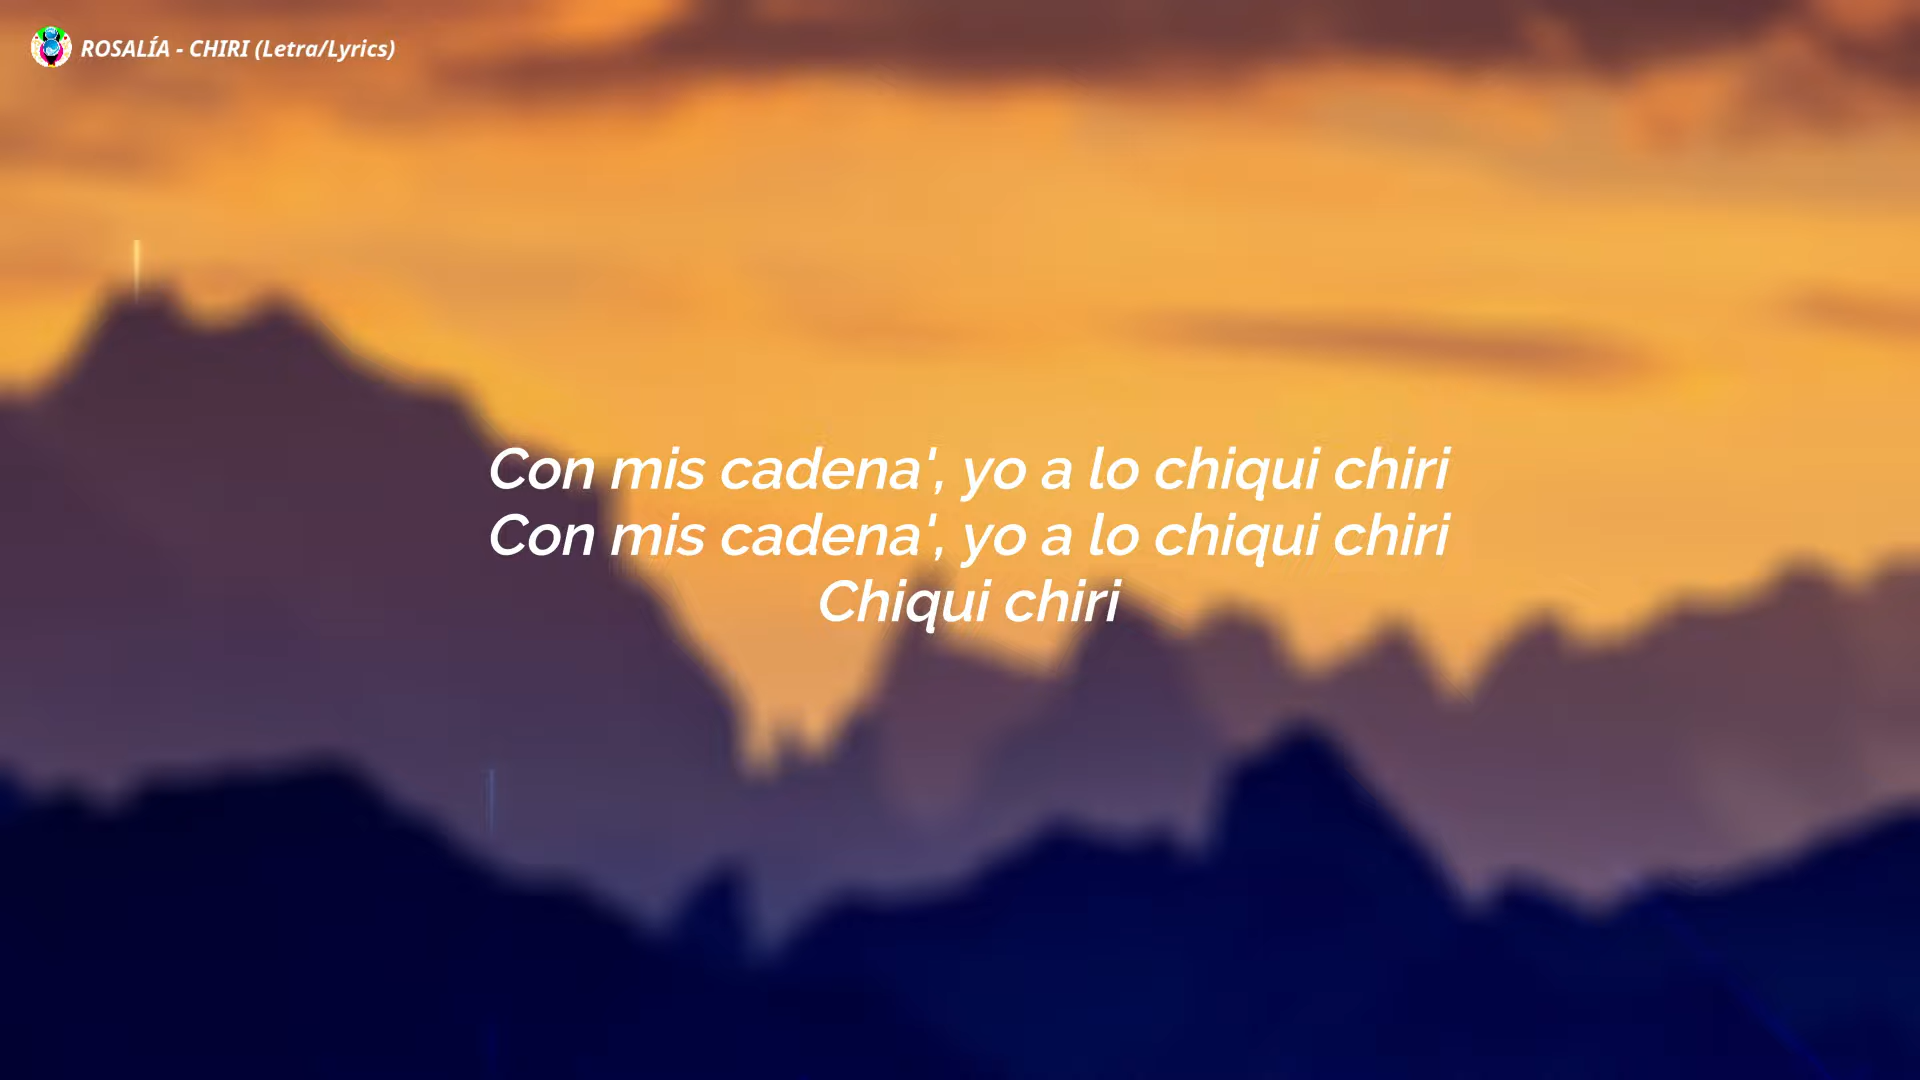 ROSALÍA - CHIRI (Letra/Lyrics)
Con mis cadena', yo a lo chiqui chiri
Con mis cadena', yo a lo chiqui chiri
Chiqui chiri